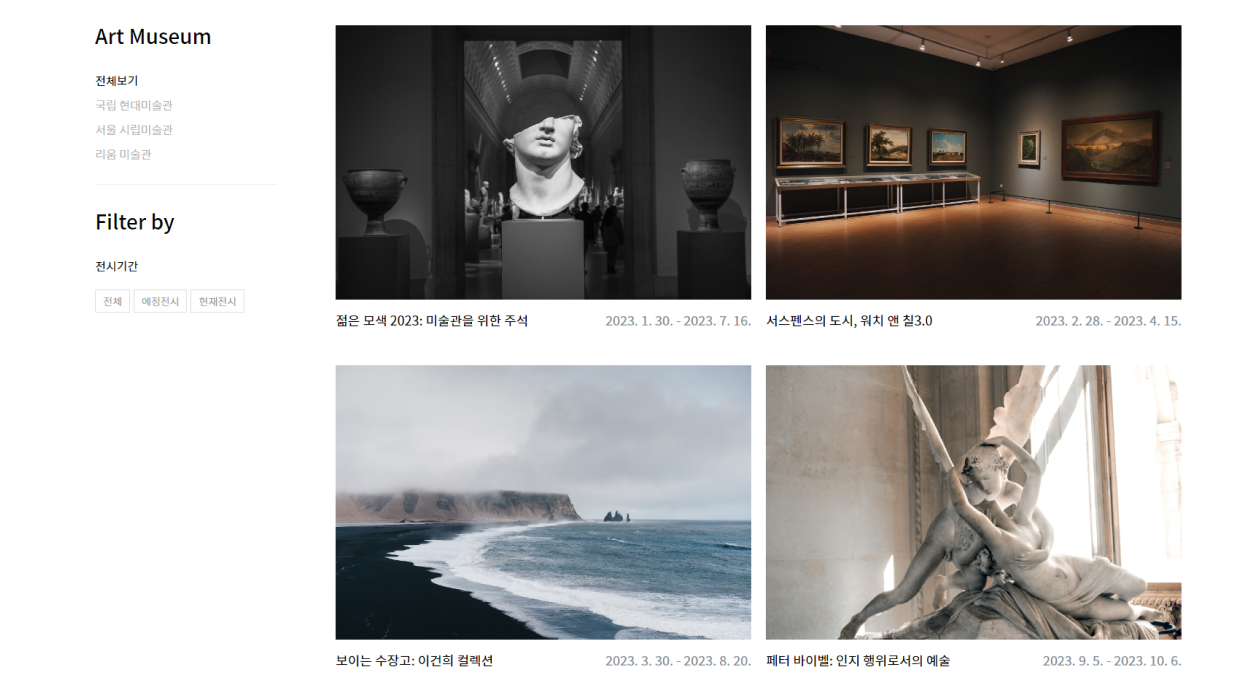 Art Museum
전체보기
국립 현대미술관
서울 시립미술관
리움 미술관
Filter by
전시기간
전체 예정전시 현재전시
젊은 모색 2023: 미술관을 위한 주석 2023. 1. 30. - 2023. 7. 16.
서스펜스의 도시, 워치 앤 칠3.0 2023. 2. 28. - 2023. 4. 15.
보이는 수장고: 이건희 컬렉션 2023. 3. 30. - 2023. 8. 20.
페터 바이벨: 인지 행위로서의 예술 2023. 9. 5. - 2023. 10. 6.